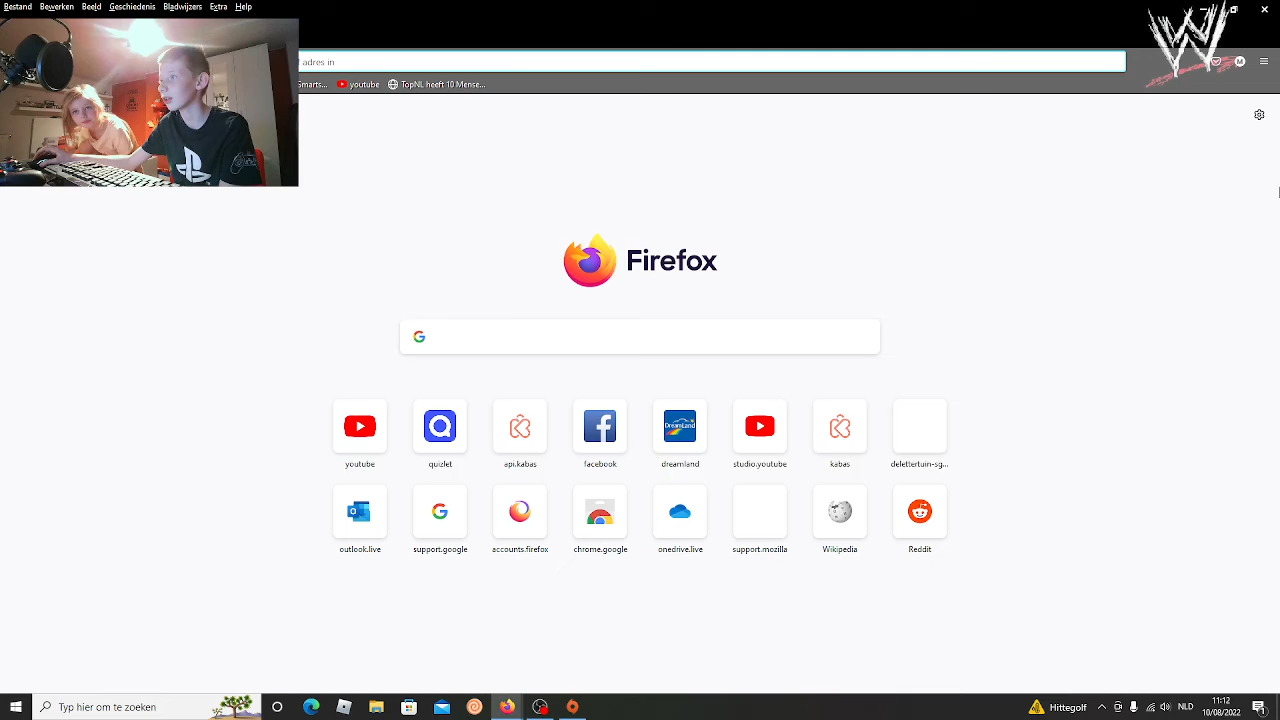 Bestand Bewerken Beeld Geschiedenis Bladwijzers Extra Help
adres in
Smarts... youtube TopNL heeft 10 Mense...
W
M
Firefox
youtube quizlet api.kabas facebook dreamland studio.youtube kabas delettertuin-sg...
DreamLand
outlook.live support.google accounts.firefox chrome.google onedrive.live support.mozilla Wikipedia Reddit
Typ hier om te zoeken
Hittegolf
NLD
11:12
10/08/2022